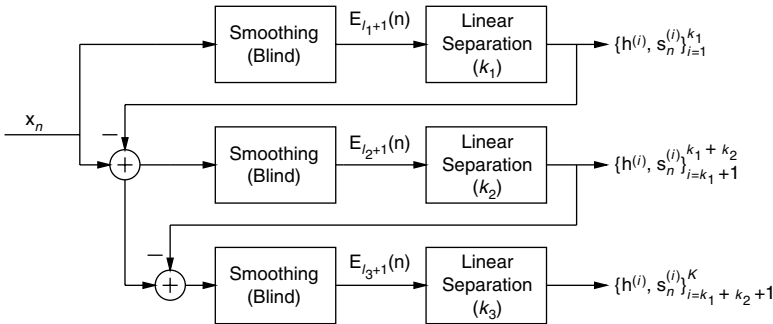 Smoothing
(Blind)
E_{l_1+1}(n)
Linear
Separation
(k_1)
{h^{(i)}, s_n^{(i)}}_{i=1}^{k_1}
x_n
−
+
Smoothing
(Blind)
E_{l_2+1}(n)
Linear
Separation
(k_2)
{h^{(i)}, s_n^{(i)}}_{i=k_1+1}^{k_1 + k_2}
−
+
Smoothing
(Blind)
E_{l_3+1}(n)
Linear
Separation
(k_3)
{h^{(i)}, s_n^{(i)}}_{i=k_1 + k_2 +1}^{K}